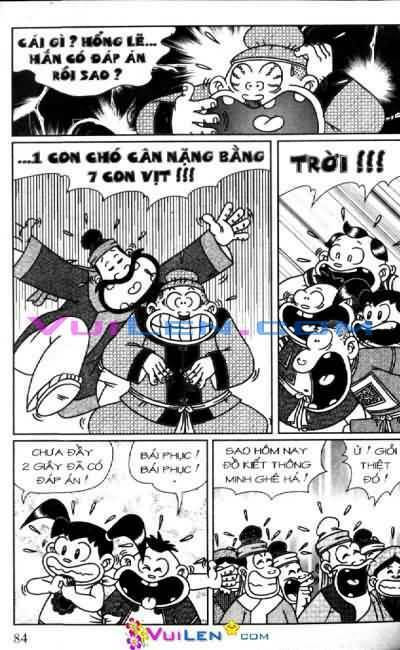 CÁI GÌ? HỔNG LẼ...
HẮN CÓ ĐÁP ÁN
RỒI SAO?
...1 CON CHÓ CÂN NẶNG BẰNG
7 CON VỊT!!!
TRỜI!!!
VUILEN.COM
CHƯA ĐẦY
2 GIÂY ĐÃ CÓ
ĐÁP ÁN!
BÁI PHỤC!
BÁI PHỤC!
SAO HÔM NAY
ĐỒ KIẾT THÔNG
MINH GHÊ HÁ!
Ừ! GIỎI
THIỆT
ĐÓ!
84
VUILEN.COM